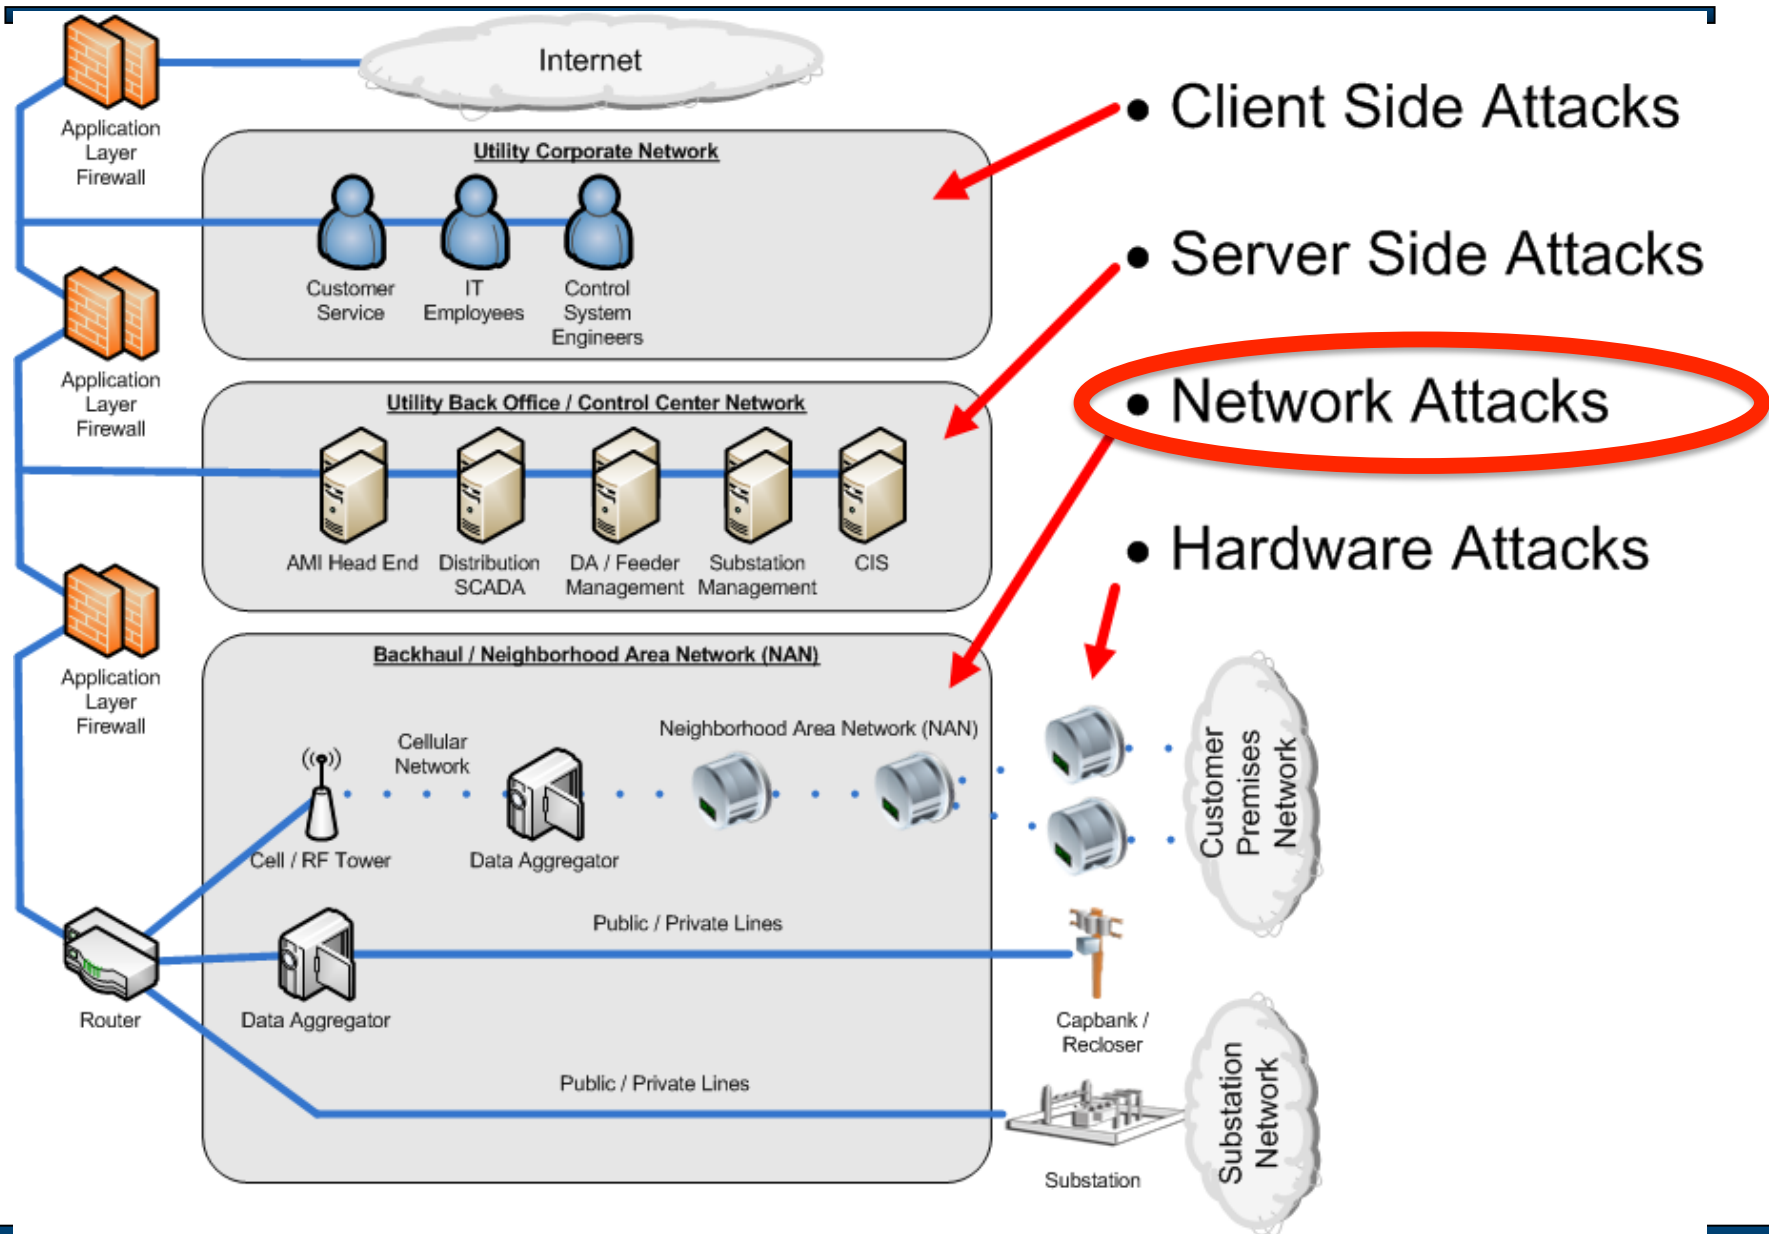 Internet
Application
Layer
Firewall
• Client Side Attacks
Utility Corporate Network
Customer
Service
IT
Employees
Control
System
Engineers
• Server Side Attacks
Application
Layer
Firewall
Utility Back Office / Control Center Network
• Network Attacks
AMI Head End
Distribution
SCADA
DA / Feeder
Management
Substation
Management
CIS
• Hardware Attacks
Application
Layer
Firewall
Backhaul / Neighborhood Area Network (NAN)
Cellular
Network
Neighborhood Area Network (NAN)
Customer
Premises
Network
Cell / RF Tower
Data Aggregator
Public / Private Lines
Router
Data Aggregator
Capbank /
Recloser
Public / Private Lines
Substation
Network
Substation